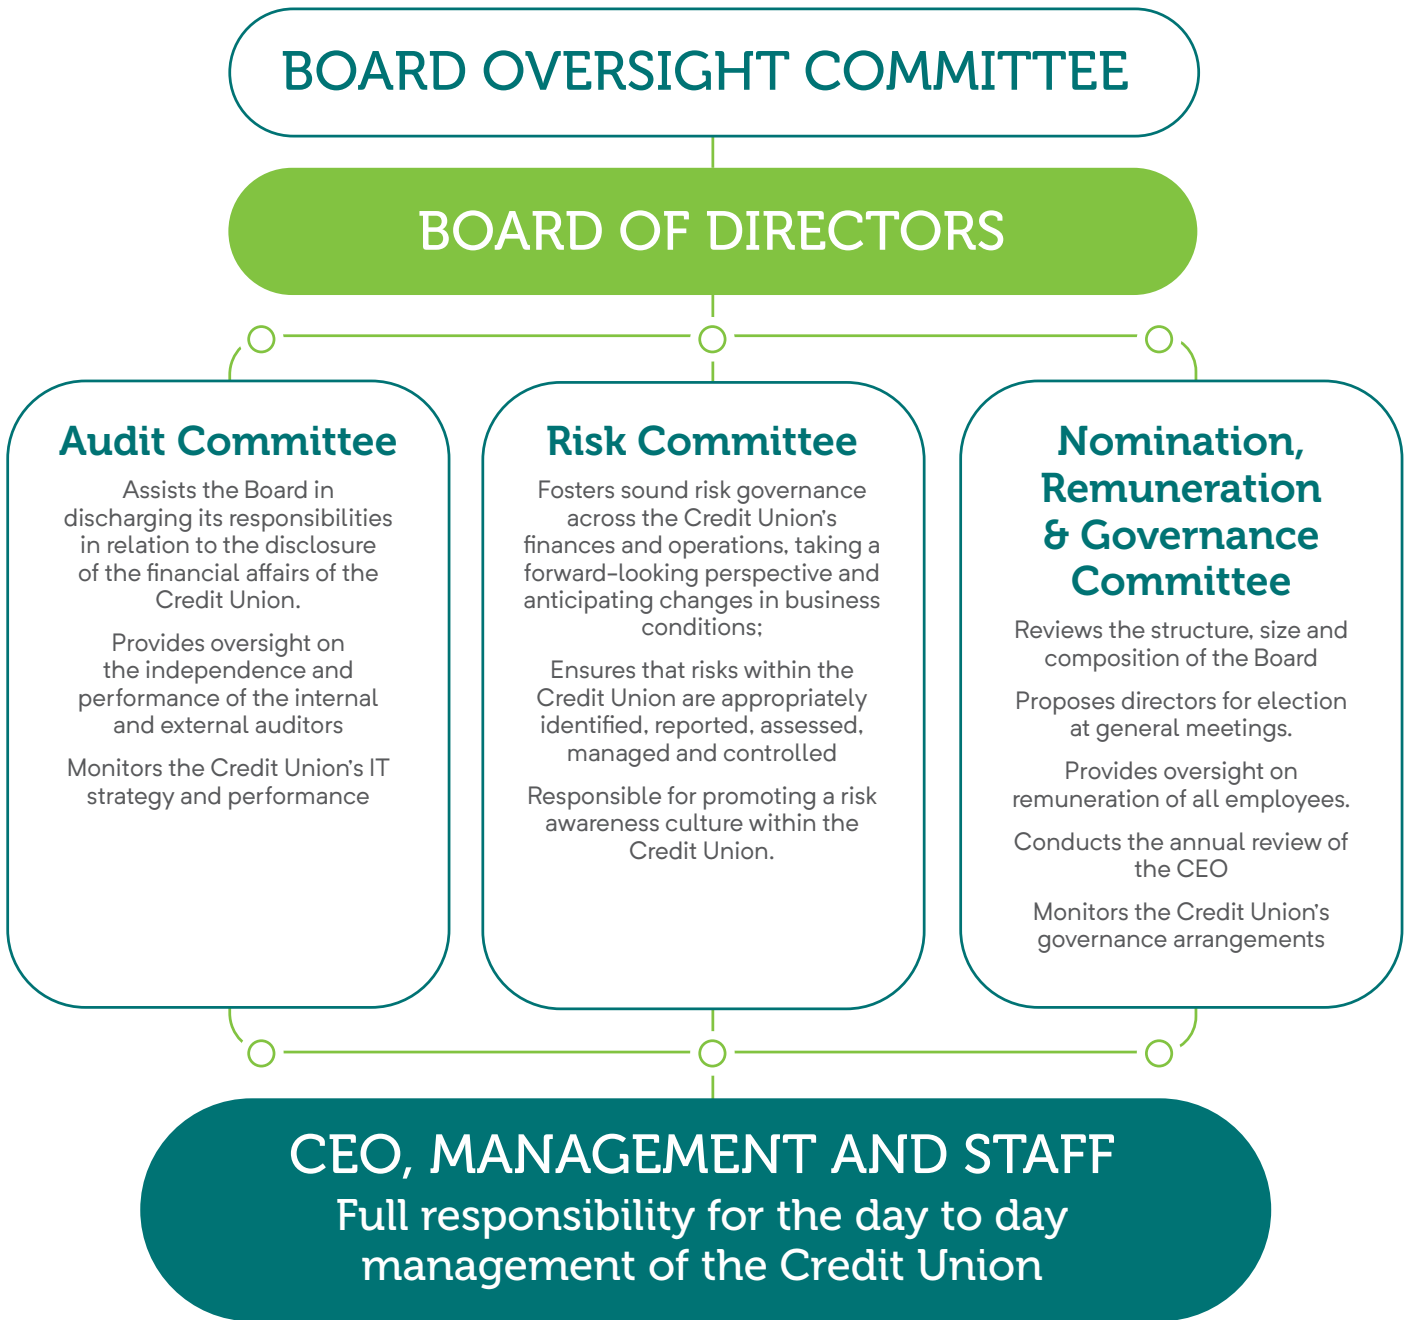 BOARD OVERSIGHT COMMITTEE
BOARD OF DIRECTORS
Audit Committee
Assists the Board in
discharging its responsibilities
in relation to the disclosure
of the financial affairs of the
Credit Union.
Provides oversight on
the independence and
performance of the internal
and external auditors
Monitors the Credit Union's IT
strategy and performance
Risk Committee
Fosters sound risk governance
across the Credit Union's
finances and operations, taking a
forward-looking perspective and
anticipating changes in business
conditions;
Ensures that risks within the
Credit Union are appropriately
identified, reported, assessed,
managed and controlled
Responsible for promoting a risk
awareness culture within the
Credit Union.
Nomination,
Remuneration
& Governance
Committee
Reviews the structure, size and
composition of the Board
Proposes directors for election
at general meetings.
Provides oversight on
remuneration of all employees.
Conducts the annual review of
the CEO
Monitors the Credit Union's
governance arrangements
CEO, MANAGEMENT AND STAFF
Full responsibility for the day to day
management of the Credit Union